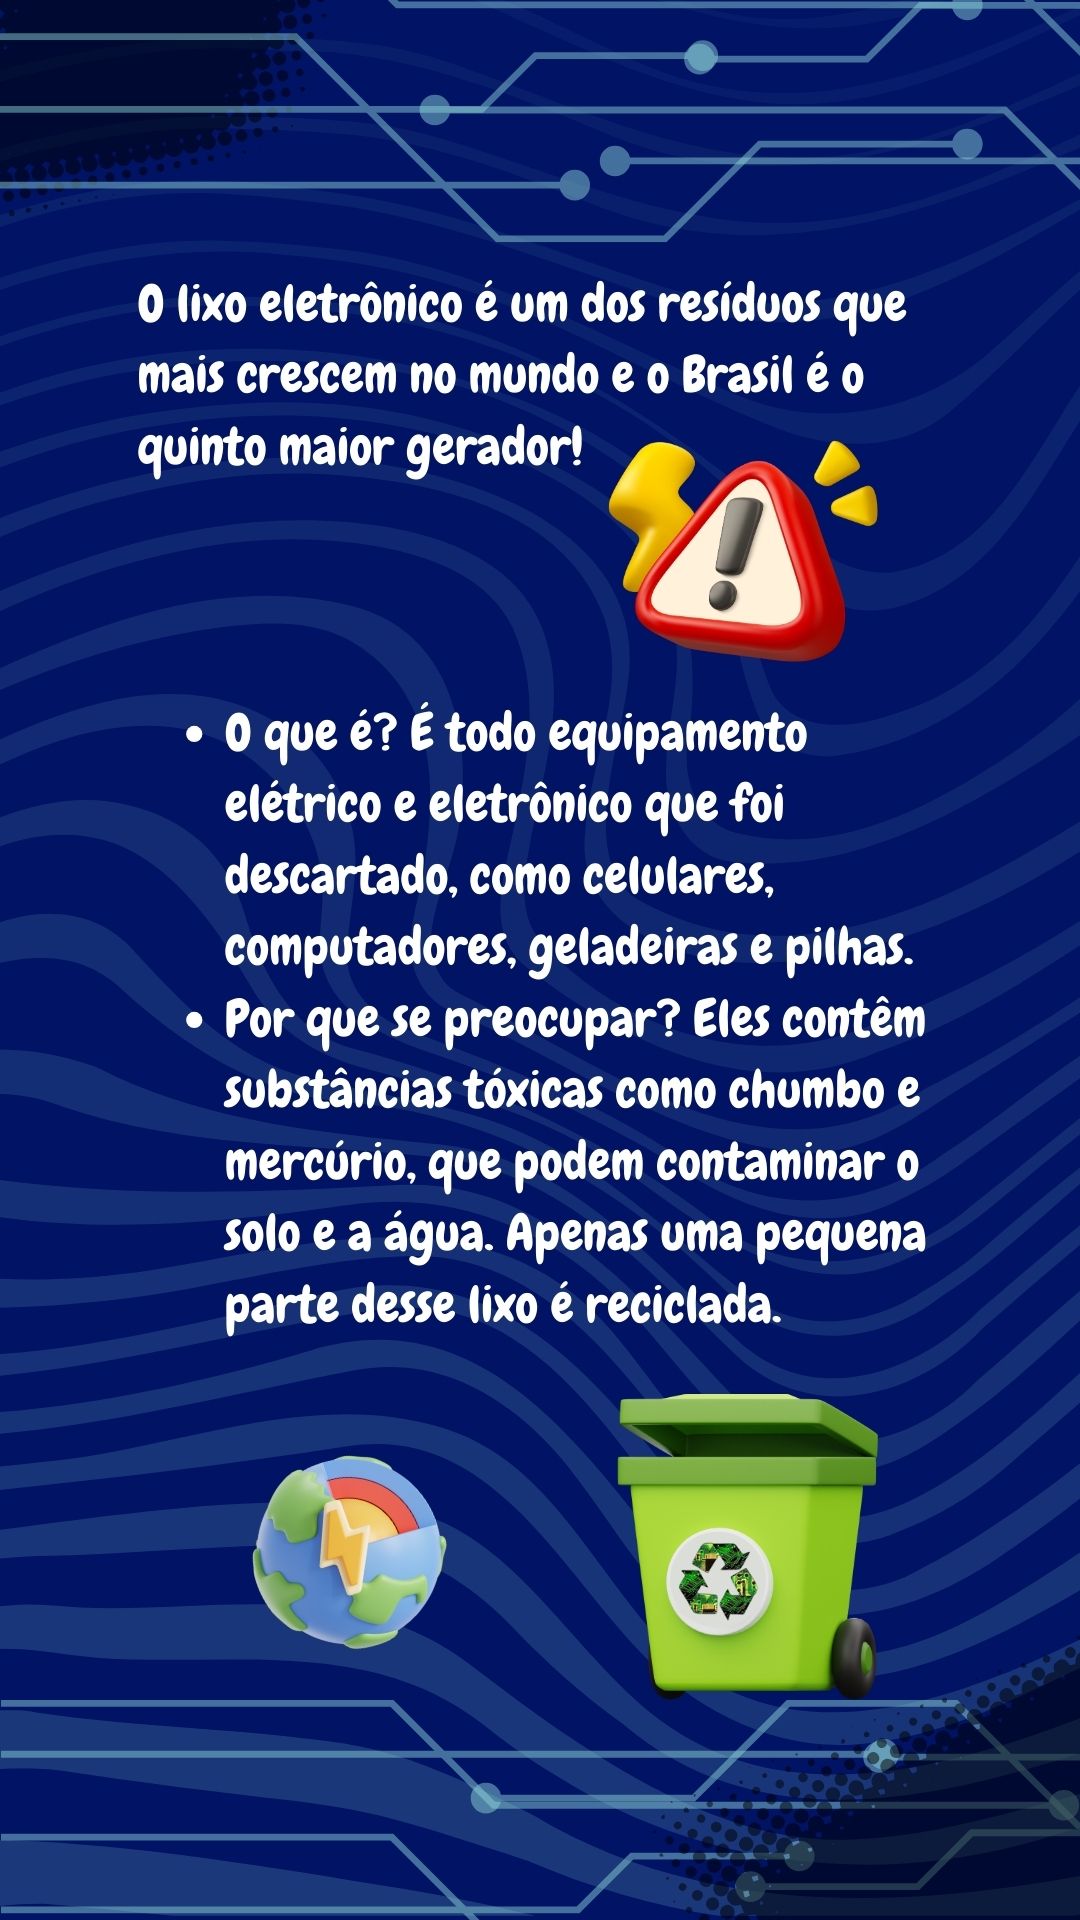 O lixo eletrônico é um dos resíduos que
mais crescem no mundo e o Brasil é o
quinto maior gerador!
• O que é? É todo equipamento
elétrico e eletrônico que foi
descartado, como celulares,
computadores, geladeiras e pilhas.
• Por que se preocupar? Eles contêm
substâncias tóxicas como chumbo e
mercúrio, que podem contaminar o
solo e a água. Apenas uma pequena
parte desse lixo é reciclada.